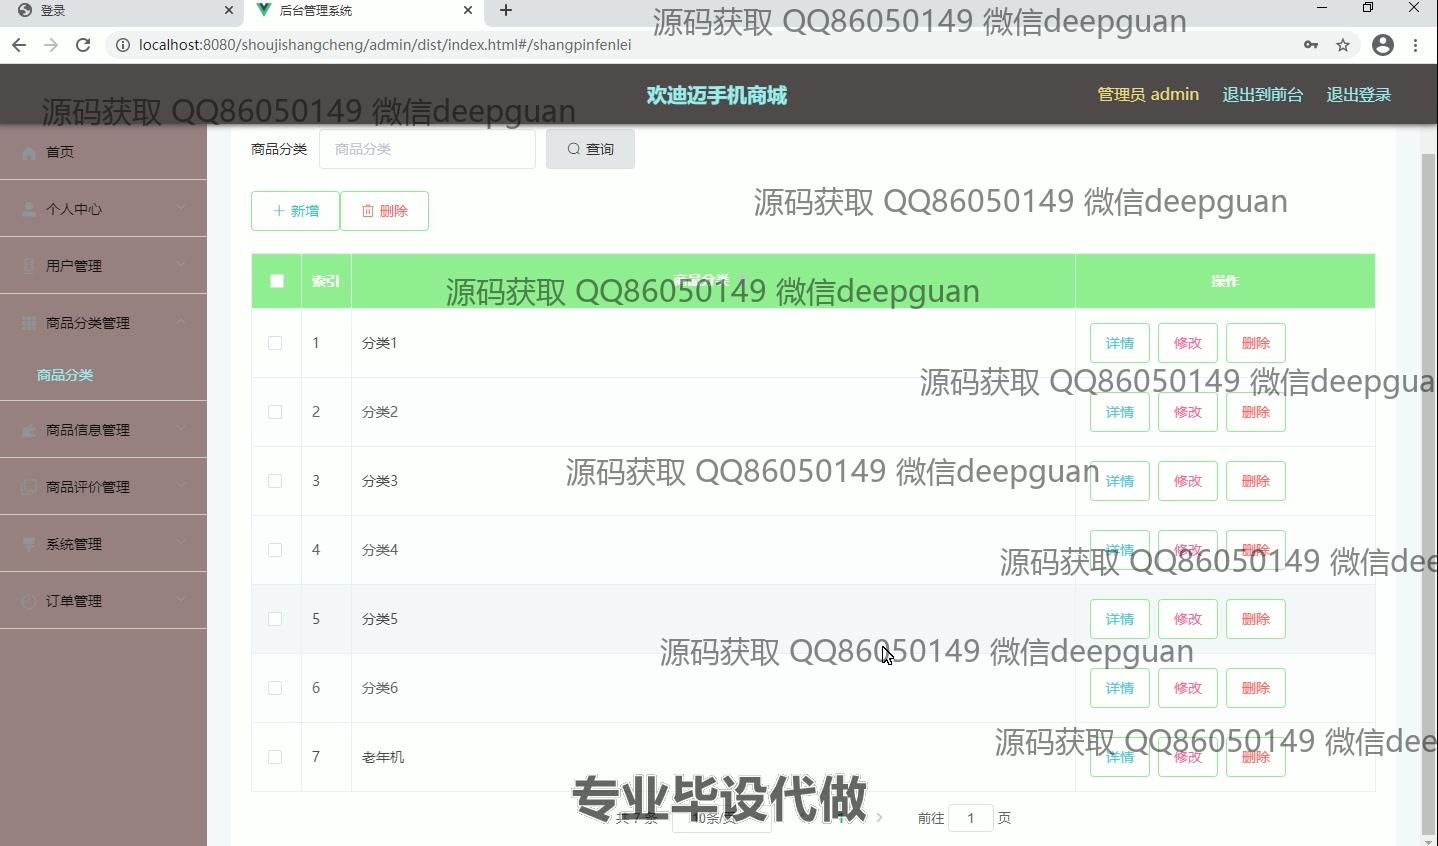 登录
后台管理系统
localhost:8080/shoujishangcheng/admin/dist/index.html#/shangpinfenlei
源码获取 QQ86050149 微信deepguan
欢迪迈手机商城
管理员 admin
退出到前台
退出登录
源码获取 QQ86050149 微信deepguan
首页
个人中心
用户管理
商品分类管理
商品分类
商品信息管理
商品评价管理
系统管理
订单管理
商品分类 商品分类 查询
源码获取 QQ86050149 微信deepguan
新增 删除
索引 商品分类 操作
源码获取 QQ86050149 微信deepguan
1 分类1 详情 修改 删除
源码获取 QQ86050149 微信deepgua
2 分类2 详情 修改 删除
源码获取 QQ86050149 微信deepguan
3 分类3 详情 修改 删除
4 分类4 详情 修改 删除
源码获取 QQ86050149 微信dee
5 分类5 详情 修改 删除
源码获取 QQ86050149 微信deepguan
6 分类6 详情 修改 删除
源码获取 QQ86050149 微信dee
7 老年机 详情 修改 删除
专业毕设代做
共 7 条 10条/页 1 前往 1 页